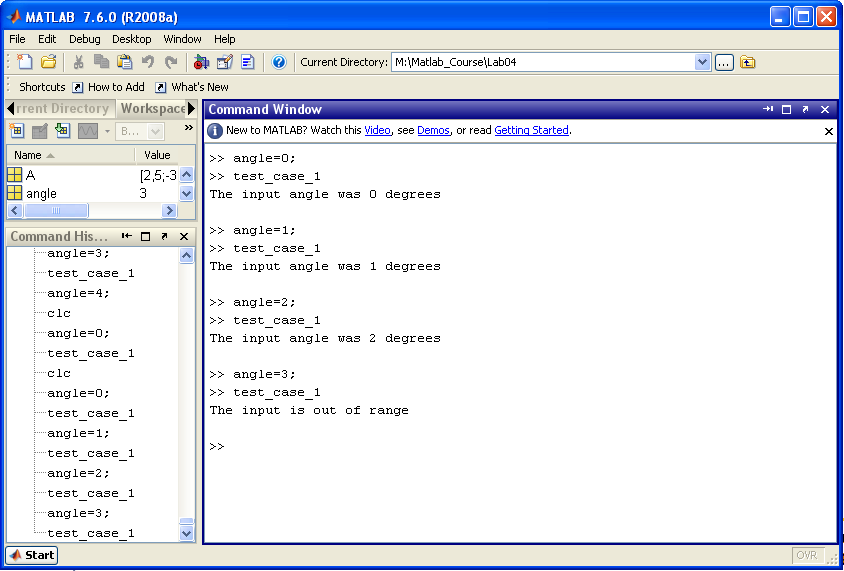 MATLAB 7.6.0 (R2008a)
File Edit Debug Desktop Window Help
Current Directory: M:\Matlab_Course\Lab04 ...
Shortcuts How to Add What's New
rrent Directory Workspace
B... »
Name Value
A [2,5;-3
angle 3
Command His...
angle=3;
test_case_1
angle=4;
clc
angle=0;
test_case_1
clc
angle=0;
test_case_1
angle=1;
test_case_1
angle=2;
test_case_1
angle=3;
test_case_1
Command Window
New to MATLAB? Watch this Video, see Demos, or read Getting Started.
>> angle=0;
>> test_case_1
The input angle was 0 degrees
>> angle=1;
>> test_case_1
The input angle was 1 degrees
>> angle=2;
>> test_case_1
The input angle was 2 degrees
>> angle=3;
>> test_case_1
The input is out of range
>>
Start
OVR